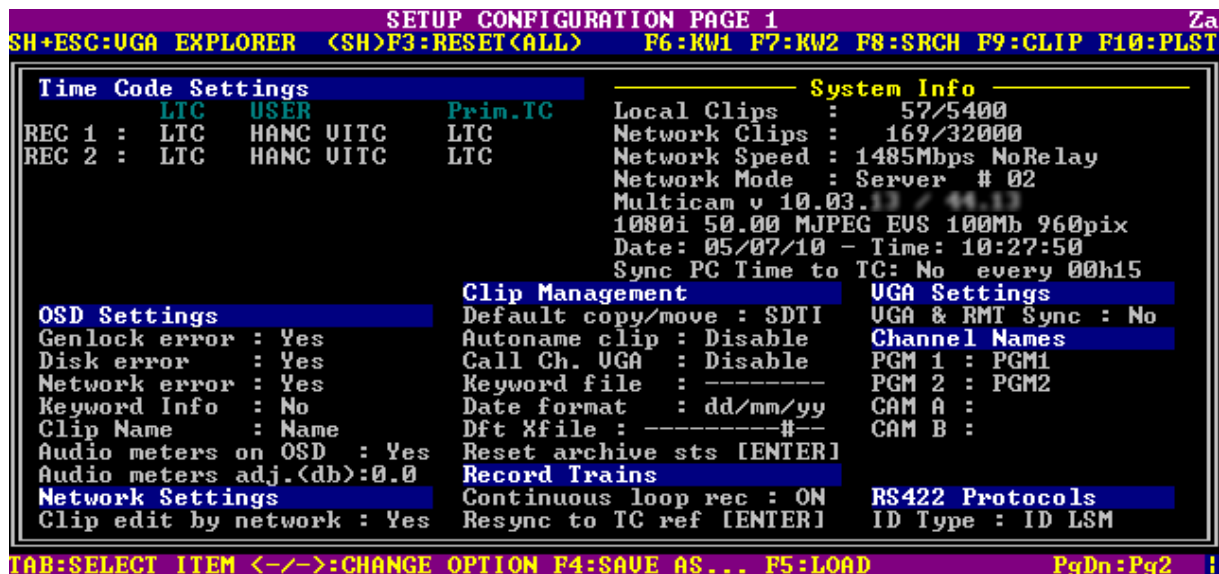 SETUP CONFIGURATION PAGE 1 Za
SH+ESC:VGA EXPLORER <SH>F3:RESET<ALL> F6:KW1 F7:KW2 F8:SRCH F9:CLIP F10:PLST
Time Code Settings
LTC USER Prim.TC
REC 1 : LTC HANC VITC LTC
REC 2 : LTC HANC VITC LTC
System Info
Local Clips : 57/5400
Network Clips : 169/32000
Network Speed : 1485Mbps NoRelay
Network Mode : Server # 02
Multicam v 10.03.
1080i 50.00 MJPEG EVS 100Mb 960pix
Date: 05/07/10 - Time: 10:27:50
Sync PC Time to TC: No every 00h15
OSD Settings
Genlock error : Yes
Disk error : Yes
Network error : Yes
Keyword Info : No
Clip Name : Name
Audio meters on OSD : Yes
Audio meters adj.(db):0.0
Network Settings
Clip edit by network : Yes
Clip Management
Default copy/move : SDTI
Autoname clip : Disable
Call Ch. VGA : Disable
Keyword file : --------
Date format : dd/mm/yy
Dft Xfile : ---------#--
Reset archive sts [ENTER]
Record Trains
Continuous loop rec : ON
Resync to TC ref [ENTER]
VGA Settings
VGA & RMT Sync : No
Channel Names
PGM 1 : PGM1
PGM 2 : PGM2
CAM A :
CAM B :
RS422 Protocols
ID Type : ID LSM
TAB:SELECT ITEM <-/->:CHANGE OPTION F4:SAVE AS... F5:LOAD PgDn:Pg2